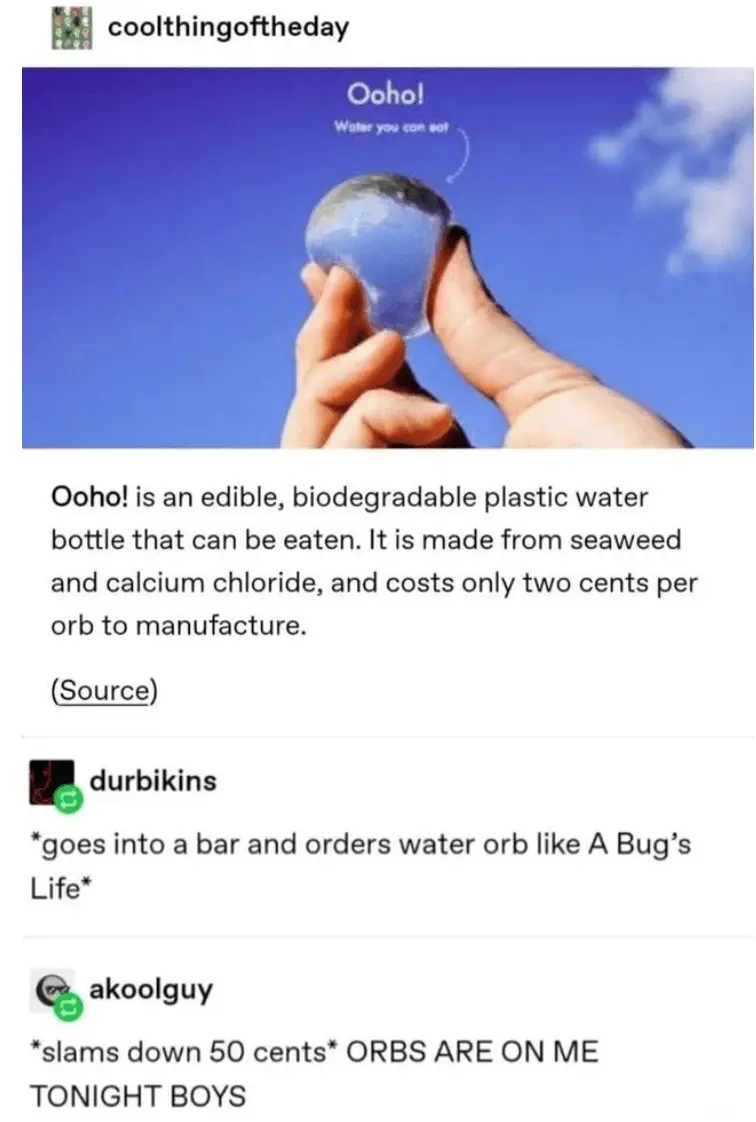 coolthingoftheday
Ooho!
Water you can eat
Ooho! is an edible, biodegradable plastic water
bottle that can be eaten. It is made from seaweed
and calcium chloride, and costs only two cents per
orb to manufacture.
(Source)
durbikins
*goes into a bar and orders water orb like A Bug's
Life*
akoolguy
*slams down 50 cents* ORBS ARE ON ME
TONIGHT BOYS